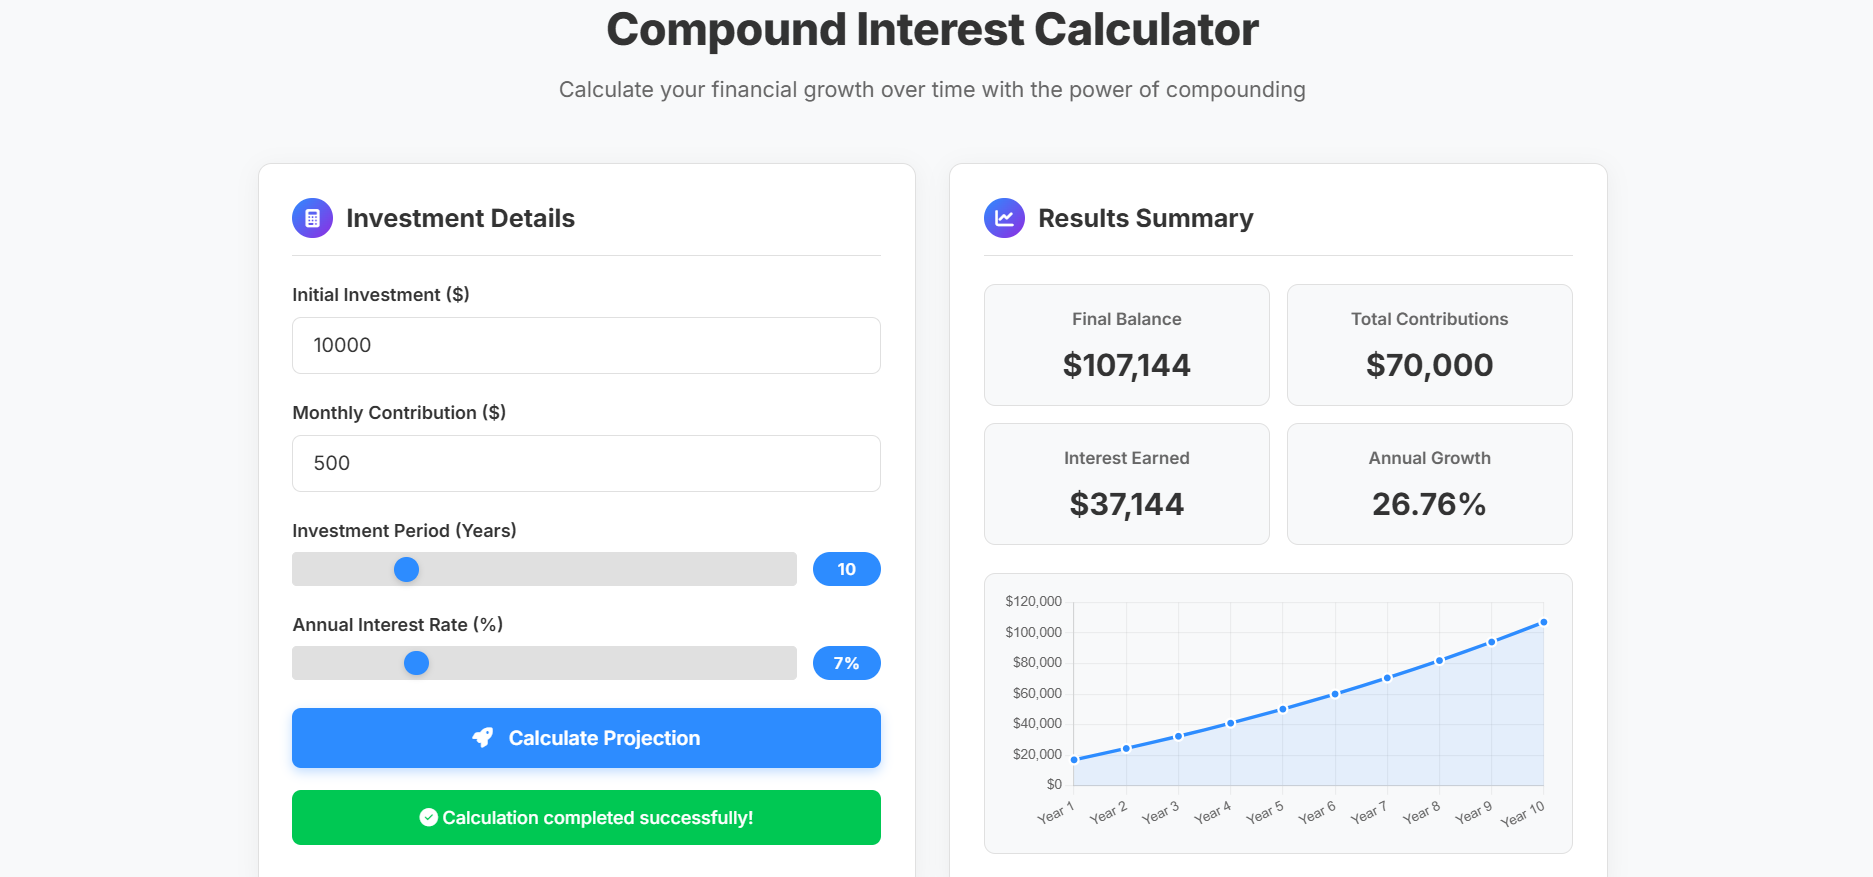 Compound Interest Calculator
Calculate your financial growth over time with the power of compounding
Investment Details
Initial Investment ($)
10000
Monthly Contribution ($)
500
Investment Period (Years)
10
Annual Interest Rate (%)
7%
Calculate Projection
Calculation completed successfully!
Results Summary
Final Balance
$107,144
Total Contributions
$70,000
Interest Earned
$37,144
Annual Growth
26.76%
$120,000
$100,000
$80,000
$60,000
$40,000
$20,000
$0
Year 1 Year 2 Year 3 Year 4 Year 5 Year 6 Year 7 Year 8 Year 9 Year 10